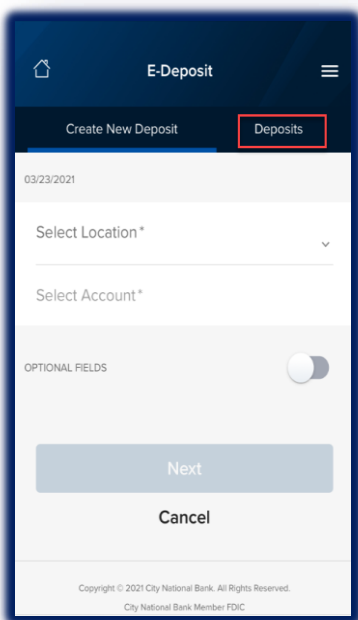 E-Deposit
Create New Deposit Deposits
03/23/2021
Select Location*
Select Account*
OPTIONAL FIELDS
Next
Cancel
Copyright © 2021 City National Bank. All Rights Reserved.
City National Bank Member FDIC